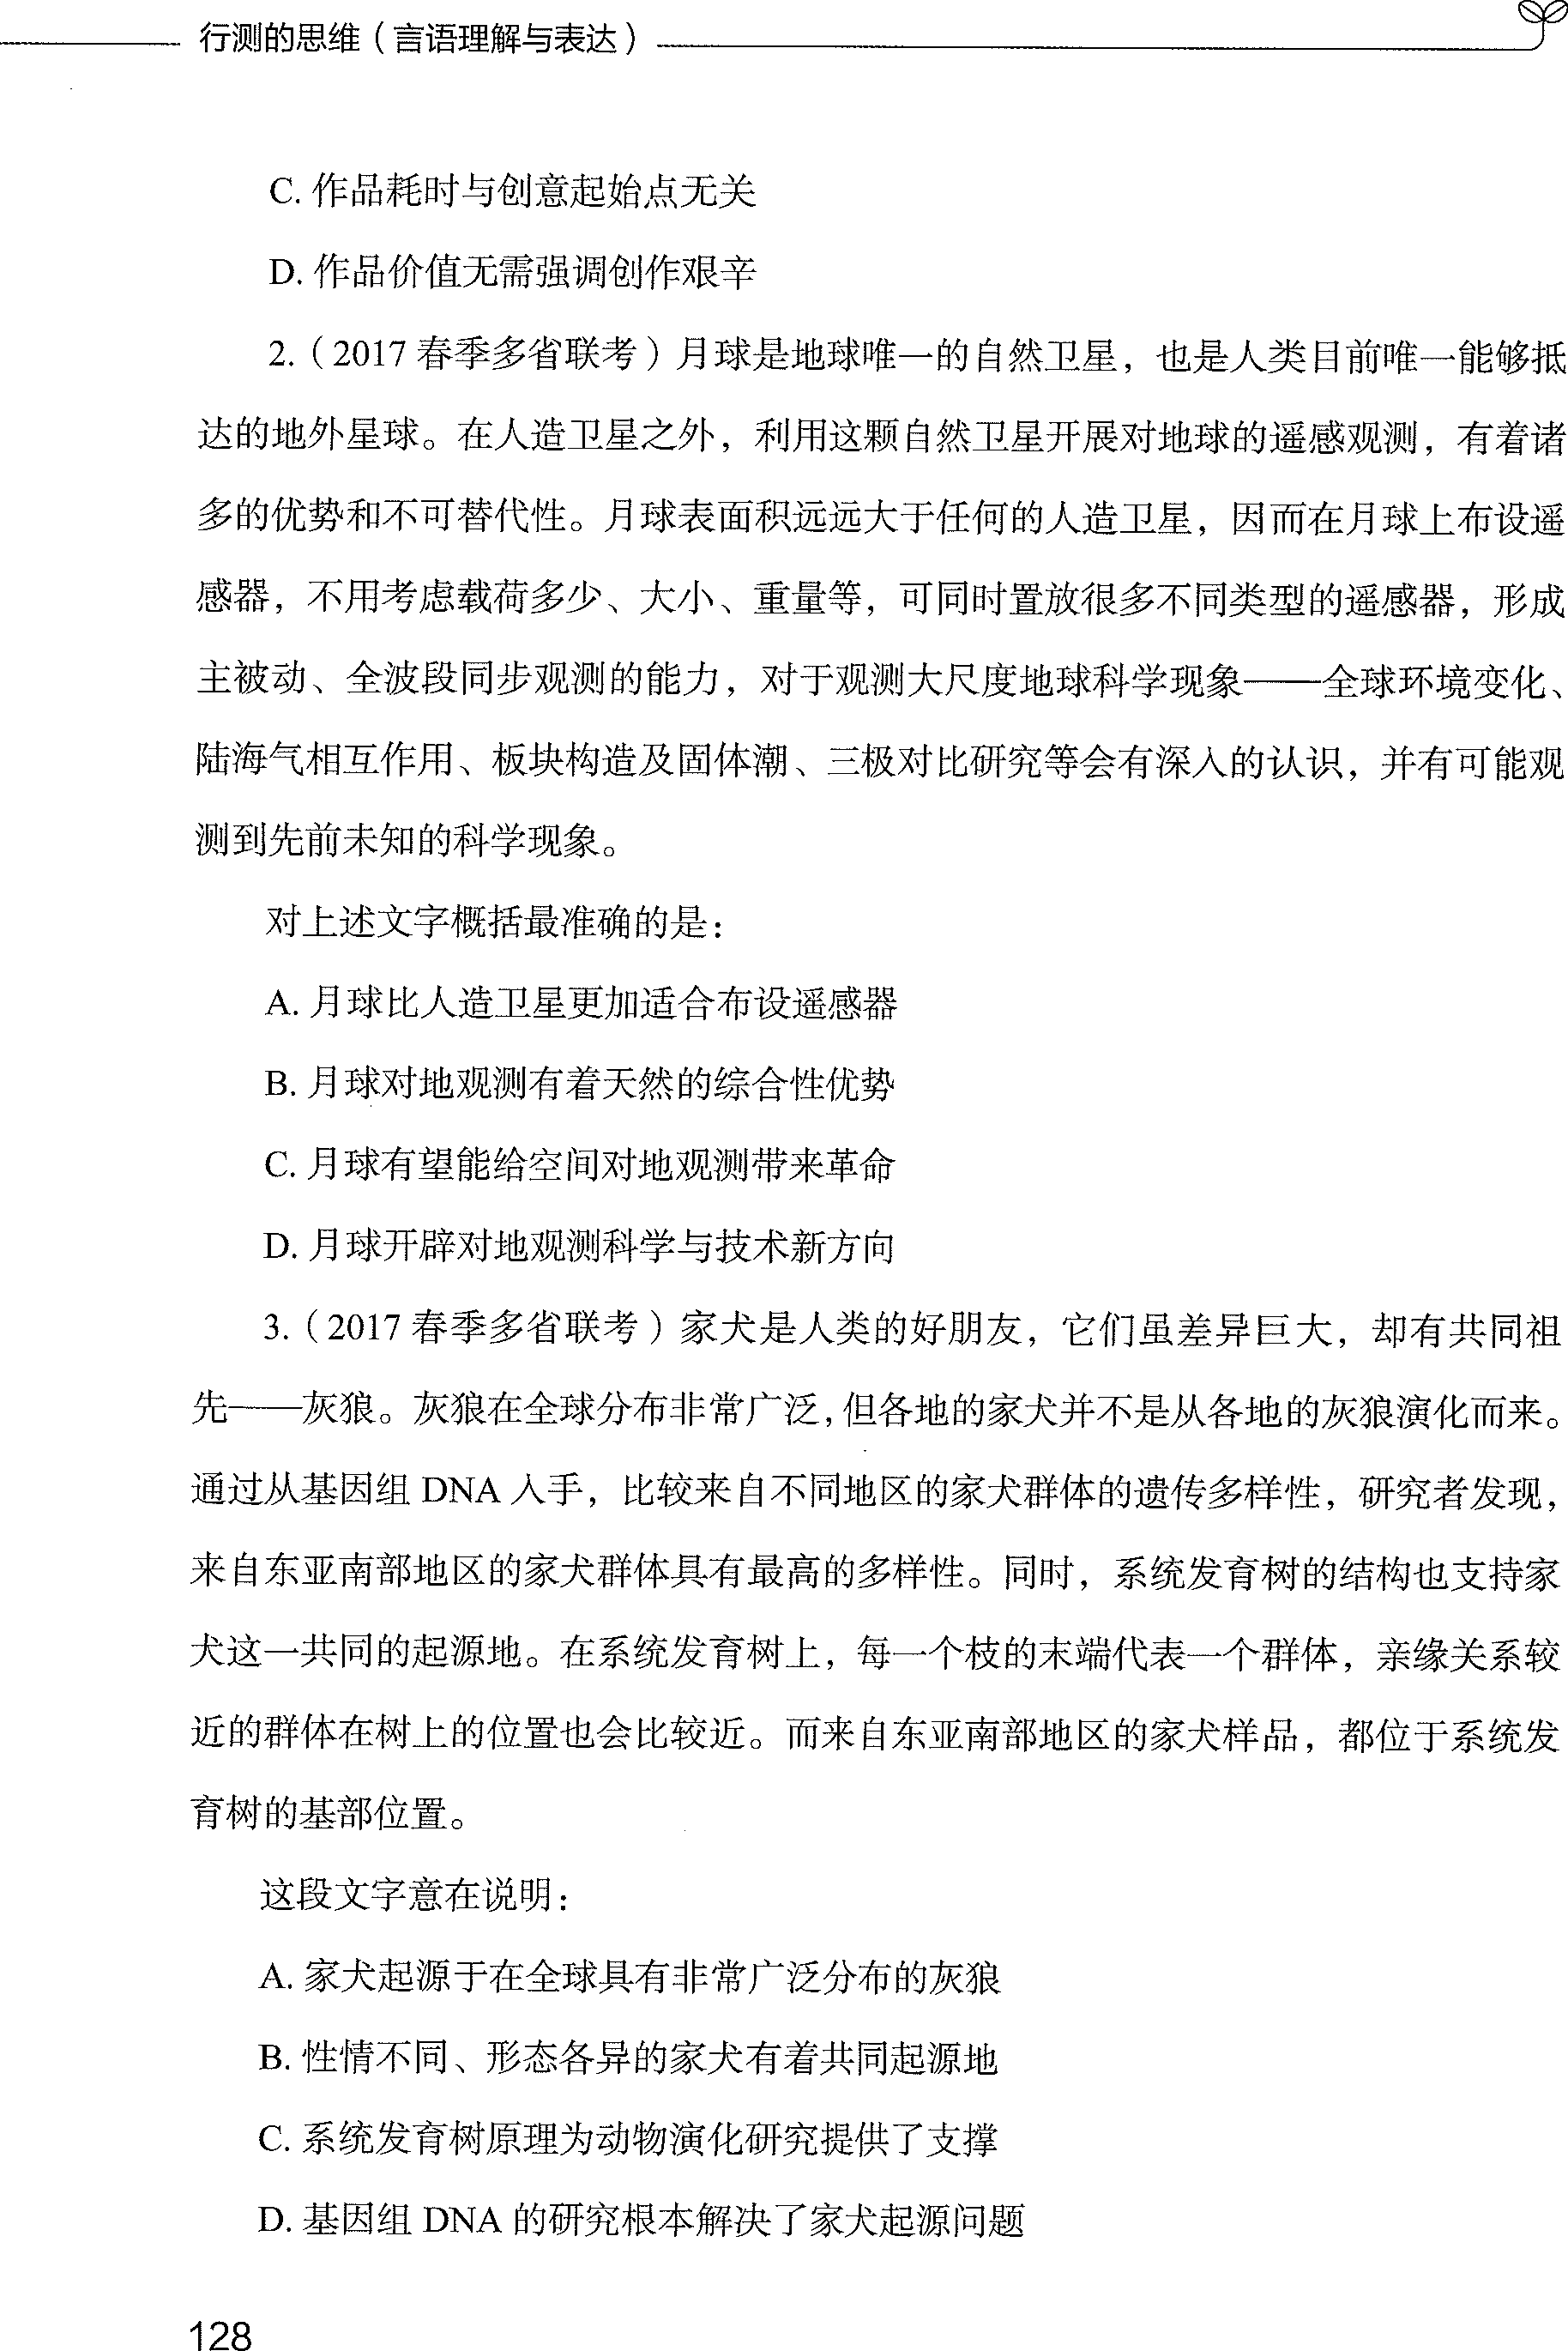 行测的思维（言语理解与表达）
C. 作品耗时与创意起始点无关
D. 作品价值无需强调创作艰辛
2.（2017 春季多省联考）月球是地球唯一的自然卫星，也是人类目前唯一能够抵
达的地外星球。在人造卫星之外，利用这颗自然卫星开展对地球的遥感观测，有着诸
多的优势和不可替代性。月球表面积远远大于任何的人造卫星，因而在月球上布设遥
感器，不用考虑载荷多少、大小、重量等，可同时置放很多不同类型的遥感器，形成
主被动、全波段同步观测的能力，对于观测大尺度地球科学现象——全球环境变化、
陆海气相互作用、板块构造及固体潮、三极对比研究等会有深入的认识，并有可能观
测到先前未知的科学现象。
对上述文字概括最准确的是：
A. 月球比人造卫星更加适合布设遥感器
B. 月球对地观测有着天然的综合性优势
C. 月球有望能给空间对地观测带来革命
D. 月球开辟对地观测科学与技术新方向
3.（2017 春季多省联考）家犬是人类的好朋友，它们虽差异巨大，却有共同祖
先——灰狼。灰狼在全球分布非常广泛，但各地的家犬并不是从各地的灰狼演化而来。
通过从基因组 DNA 入手，比较来自不同地区的家犬群体的遗传多样性，研究者发现，
来自东亚南部地区的家犬群体具有最高的多样性。同时，系统发育树的结构也支持家
犬这一共同的起源地。在系统发育树上，每一个枝的末端代表一个群体，亲缘关系较
近的群体在树上的位置也会比较近。而来自东亚南部地区的家犬样品，都位于系统发
育树的基部位置。
这段文字意在说明：
A. 家犬起源于在全球具有非常广泛分布的灰狼
B. 性情不同、形态各异的家犬有着共同起源地
C. 系统发育树原理为动物演化研究提供了支撑
D. 基因组 DNA 的研究根本解决了家犬起源问题
128